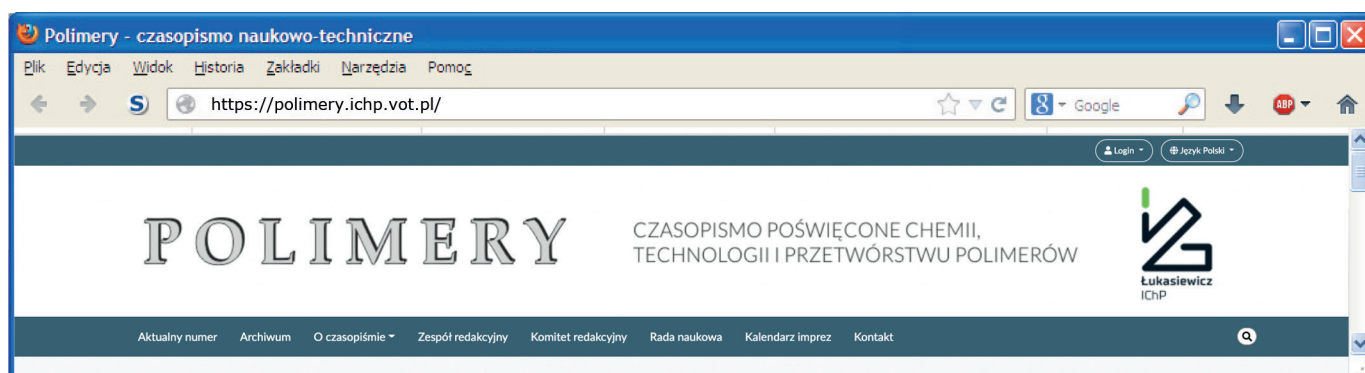 Polimery - czasopismo naukowo-techniczne
Plik Edycja Widok Historia Zakładki Narzędzia Pomoc
S https://polimery.ichp.vot.pl/ 8 Google ABP
Login Język Polski
POLIMERY
CZASOPISMO POŚWIĘCONE CHEMII,
TECHNOLOGII I PRZETWÓRSTWU POLIMERÓW
Łukasiewicz
IChP
Aktualny numer Archiwum O czasopiśmie Zespół redakcyjny Komitet redakcyjny Rada naukowa Kalendarz imprez Kontakt